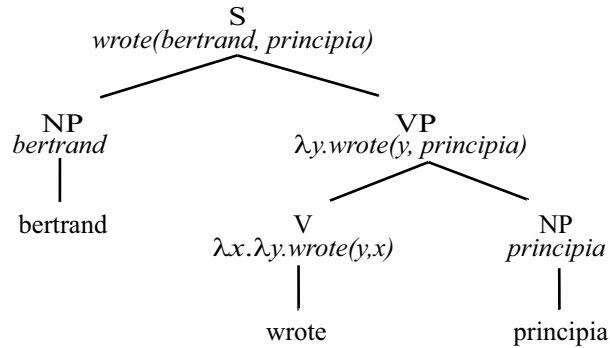 S
wrote(bertrand, principia)
NP
bertrand
VP
λy.wrote(y, principia)
bertrand
V
λx.λy.wrote(y,x)
NP
principia
wrote
principia